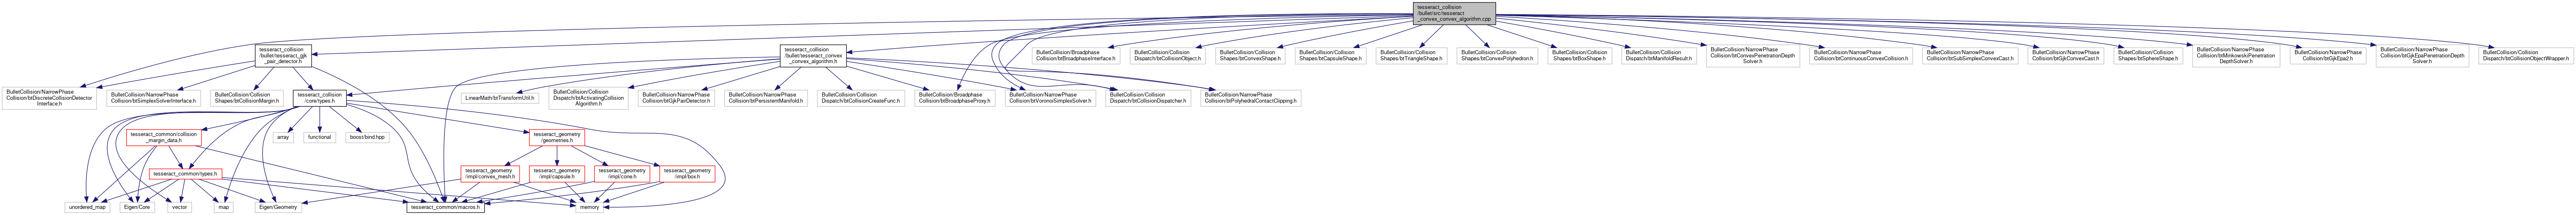 tesseract_collision
/bullet/src/tesseract
_convex_convex_algorithm.cpp
tesseract_collision
/bullet/tesseract_gjk
_pair_detector.h
tesseract_collision
/bullet/tesseract_convex
_convex_algorithm.h
BulletCollision/Broadphase
Collision/btBroadphaseInterface.h
BulletCollision/Collision
Dispatch/btCollisionObject.h
BulletCollision/Collision
Shapes/btConvexShape.h
BulletCollision/Collision
Shapes/btCapsuleShape.h
BulletCollision/Collision
Shapes/btTriangleShape.h
BulletCollision/Collision
Shapes/btConvexPolyhedron.h
BulletCollision/Collision
Shapes/btBoxShape.h
BulletCollision/Collision
Dispatch/btManifoldResult.h
BulletCollision/NarrowPhase
Collision/btConvexPenetrationDepth
Solver.h
BulletCollision/NarrowPhase
Collision/btContinuousConvexCollision.h
BulletCollision/NarrowPhase
Collision/btSubSimplexConvexCast.h
BulletCollision/NarrowPhase
Collision/btGjkConvexCast.h
BulletCollision/Collision
Shapes/btSphereShape.h
BulletCollision/NarrowPhase
Collision/btMinkowskiPenetration
DepthSolver.h
BulletCollision/NarrowPhase
Collision/btGjkEpa2.h
BulletCollision/NarrowPhase
Collision/btGjkEpaPenetrationDepth
Solver.h
BulletCollision/Collision
Dispatch/btCollisionObjectWrapper.h
BulletCollision/NarrowPhase
Collision/btDiscreteCollisionDetector
Interface.h
BulletCollision/NarrowPhase
Collision/btSimplexSolverInterface.h
BulletCollision/Collision
Shapes/btCollisionMargin.h
tesseract_collision
/core/types.h
LinearMath/btTransformUtil.h
BulletCollision/Collision
Dispatch/btActivatingCollision
Algorithm.h
BulletCollision/NarrowPhase
Collision/btGjkPairDetector.h
BulletCollision/NarrowPhase
Collision/btPersistentManifold.h
BulletCollision/Collision
Dispatch/btCollisionCreateFunc.h
BulletCollision/Broadphase
Collision/btBroadphaseProxy.h
BulletCollision/NarrowPhase
Collision/btVoronoiSimplexSolver.h
BulletCollision/Collision
Dispatch/btCollisionDispatcher.h
BulletCollision/NarrowPhase
Collision/btPolyhedralContactClipping.h
tesseract_common/collision
_margin_data.h
array
functional
boost/bind.hpp
tesseract_geometry
/geometries.h
tesseract_common/types.h
tesseract_geometry
/impl/convex_mesh.h
tesseract_geometry
/impl/capsule.h
tesseract_geometry
/impl/cone.h
tesseract_geometry
/impl/box.h
unordered_map
Eigen/Core
vector
map
Eigen/Geometry
tesseract_common/macros.h
memory